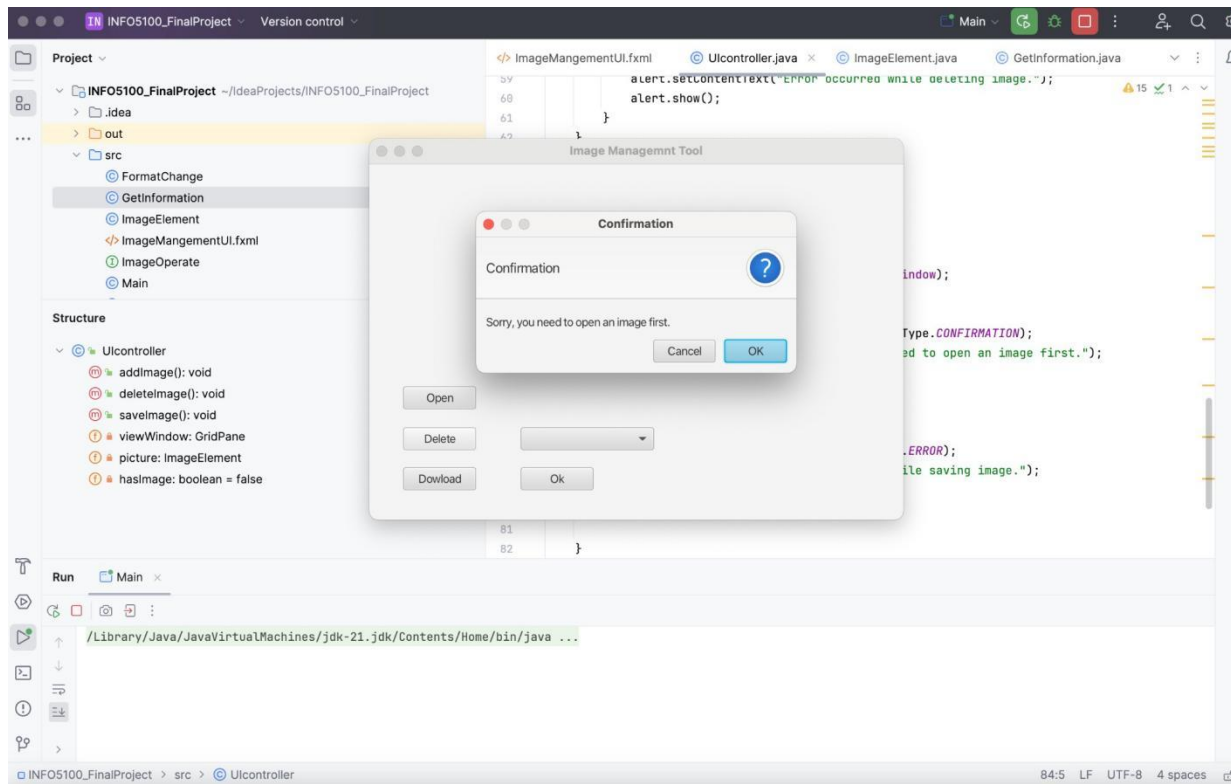 IN INFO5100_FinalProject Version control Main
Project
ImageMangementUI.fxml UIcontroller.java ImageElement.java GetInformation.java
INFO5100_FinalProject ~/IdeaProjects/INFO5100_FinalProject
.idea
out
src
FormatChange
GetInformation
ImageElement
ImageMangementUI.fxml
ImageOperate
Main
59 alert.setContentText("Error occurred while deleting image.");
60 alert.show();
61 }
62 }
15 1
Image Managemnt Tool
Confirmation
Confirmation
Sorry, you need to open an image first.
Cancel OK
Open
Delete
Dowload Ok
indow);
Type.CONFIRMATION);
ed to open an image first.");
.ERROR);
ile saving image.");
81
82 }
Structure
UIcontroller
addImage(): void
deleteImage(): void
saveImage(): void
viewWindow: GridPane
picture: ImageElement
hasImage: boolean = false
Run Main
/Library/Java/JavaVirtualMachines/jdk-21.jdk/Contents/Home/bin/java ...
INFO5100_FinalProject > src > UIcontroller 84:5 LF UTF-8 4 spaces